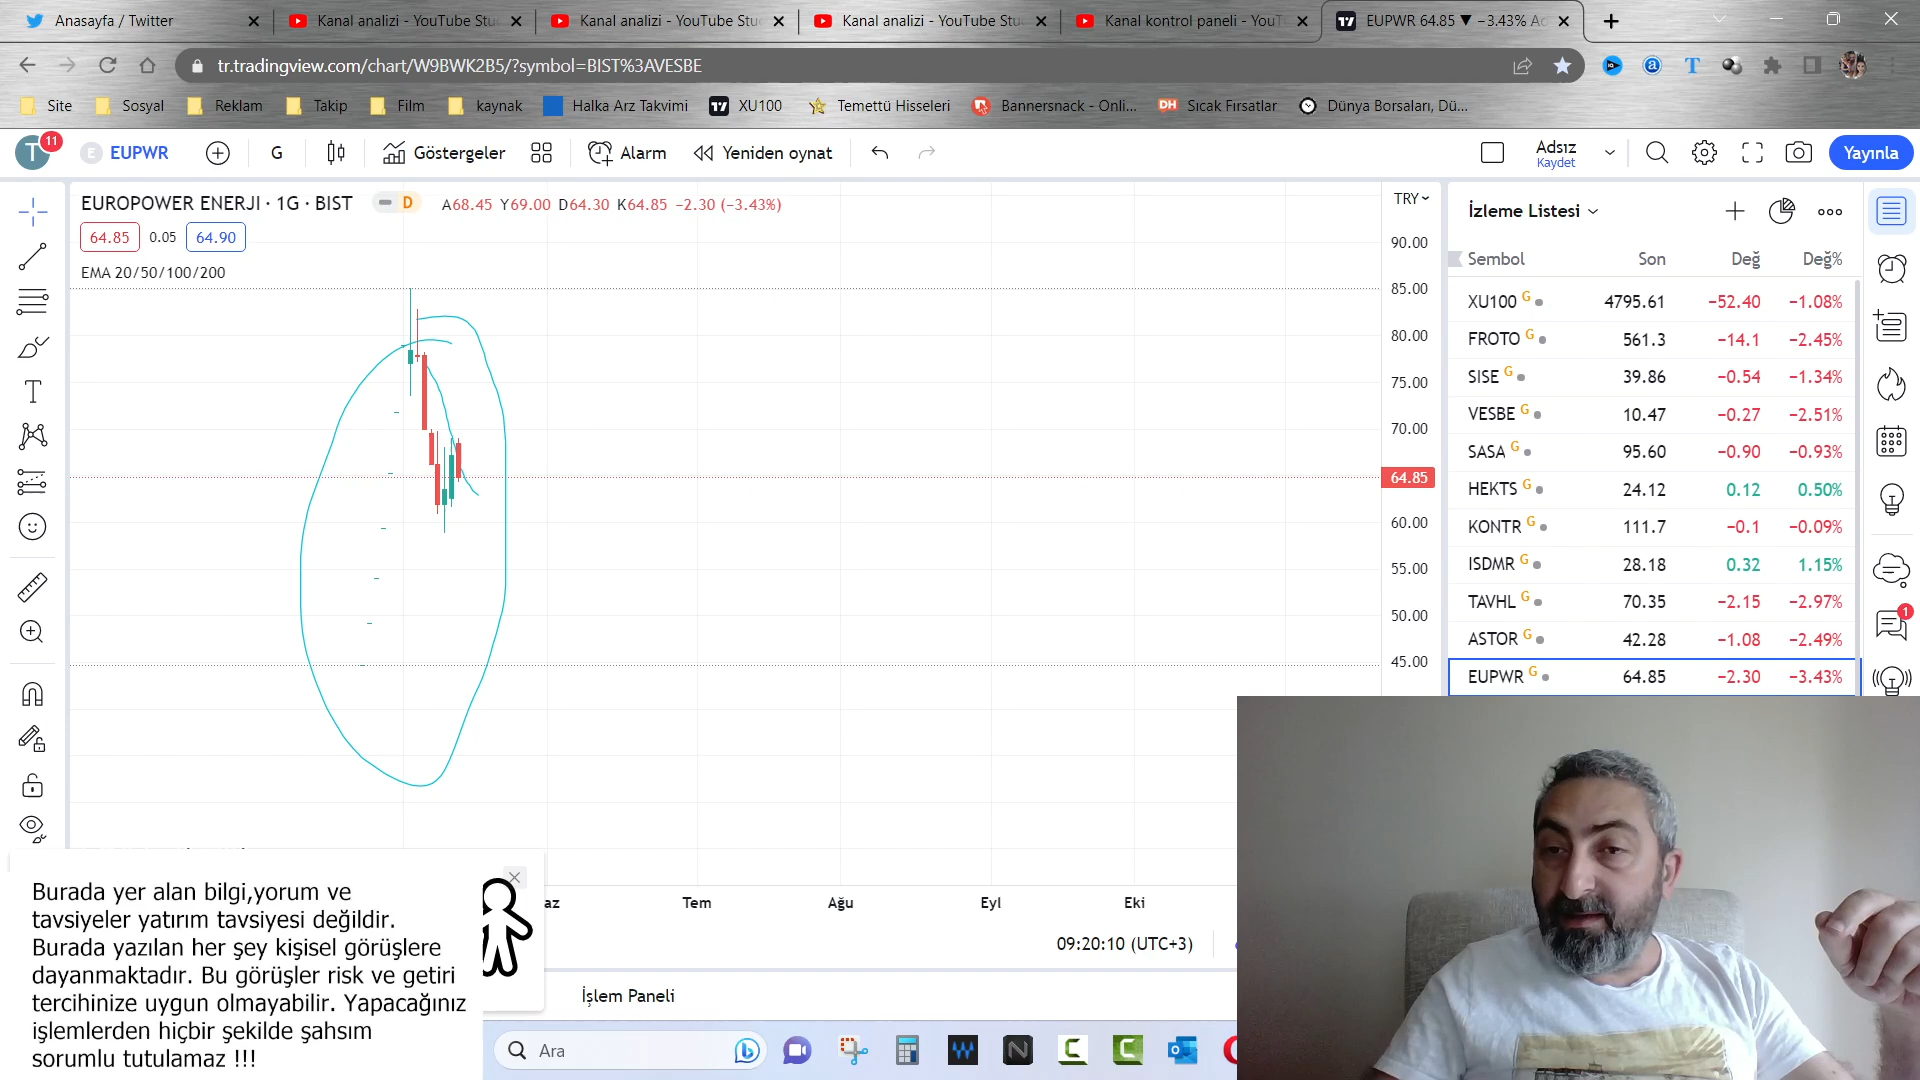 Anasayfa / Twitter
Kanal analizi - YouTube Stu
Kanal analizi - YouTube Stu
Kanal analizi - YouTube Stu
Kanal kontrol paneli - YouT
EUPWR 64.85 ▼ −3.43% Ad
tr.tradingview.com/chart/W9BWK2B5/?symbol=BIST%3AVESBE
Site
Sosyal
Reklam
Takip
Film
kaynak
Halka Arz Takvimi
XU100
Temettü Hisseleri
Bannersnack - Onli...
Sıcak Fırsatlar
Dünya Borsaları, Dü...
T 11
E EUPWR
G
Göstergeler
Alarm
Yeniden oynat
Adsız
Kaydet
Yayınla
EUROPOWER ENERJI · 1G · BIST
D
A68.45 Y69.00 D64.30 K64.85 −2.30 (−3.43%)
64.85 0.05 64.90
EMA 20/50/100/200
TRY
90.00
85.00
80.00
75.00
70.00
64.85
60.00
55.00
50.00
45.00
İzleme Listesi
Sembol Son Değ Değ%
XU100 G 4795.61 −52.40 −1.08%
FROTO G 561.3 −14.1 −2.45%
SISE G 39.86 −0.54 −1.34%
VESBE G 10.47 −0.27 −2.51%
SASA G 95.60 −0.90 −0.93%
HEKTS G 24.12 0.12 0.50%
KONTR G 111.7 −0.1 −0.09%
ISDMR G 28.18 0.32 1.15%
TAVHL G 70.35 −2.15 −2.97%
ASTOR G 42.28 −1.08 −2.49%
EUPWR G 64.85 −2.30 −3.43%
1
az
Tem
Ağu
Eyl
Eki
09:20:10 (UTC+3)
İşlem Paneli
Burada yer alan bilgi,yorum ve
tavsiyeler yatırım tavsiyesi değildir.
Burada yazılan her şey kişisel görüşlere
dayanmaktadır. Bu görüşler risk ve getiri
tercihinize uygun olmayabilir. Yapacağınız
işlemlerden hiçbir şekilde şahsım
sorumlu tutulamaz !!!
Ara